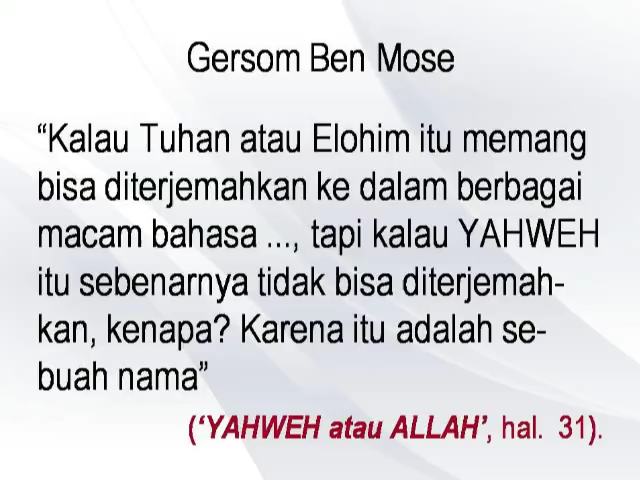 Gersom Ben Mose
“Kalau Tuhan atau Elohim itu memang
bisa diterjemahkan ke dalam berbagai
macam bahasa ..., tapi kalau YAHWEH
itu sebenarnya tidak bisa diterjemah-
kan, kenapa? Karena itu adalah se-
buah nama”
(‘YAHWEH atau ALLAH’, hal. 31).